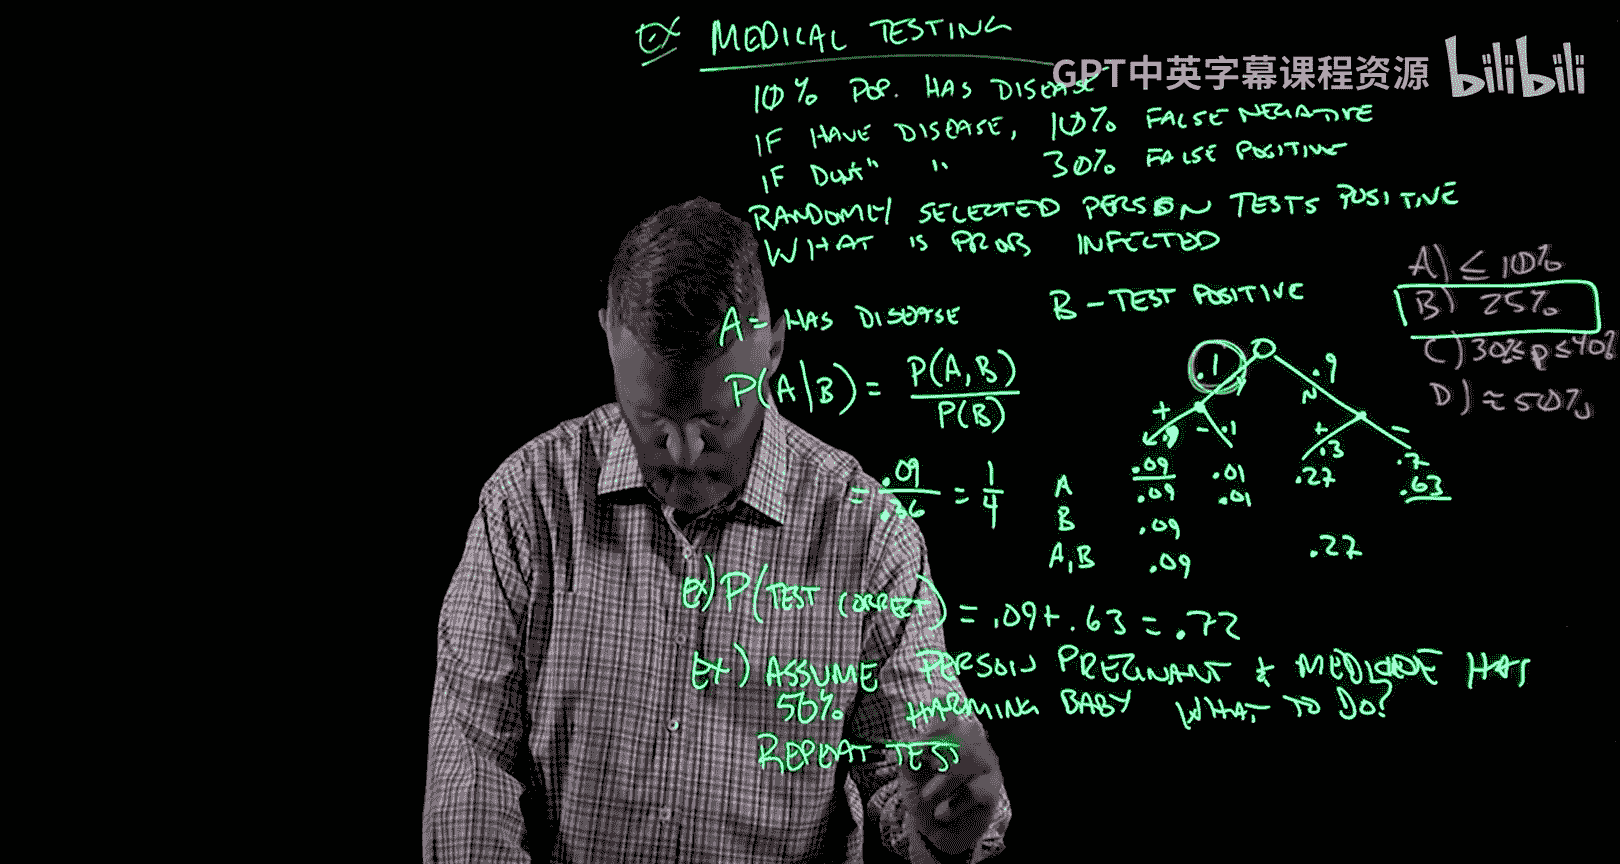 EX MEDICAL TESTING
GPT中英字幕课程资源 bilibili
10% POP. HAS DISEASE
IF HAVE DISEASE, 10% FALSE NEGATIVE
IF DON'T " " 30% FALSE POSITIVE
RANDOMLY SELECTED PERSON TESTS POSITIVE
WHAT IS PROB INFECTED
A) ≤ 10%
B) 25%
C) 30% ≤ p ≤ 40%
D) ≈ 50%
A = HAS DISEASE B - TEST POSITIVE
P(A|B) = P(A,B) / P(B)
= .09 / .36 = 1/4
.1 .9
N
+ .9 - .1 + .3 - .7
.09 .01 .27 .63
A .09 .01
B .09 .27
A,B .09
EX) P(TEST CORRECT) = .09 + .63 = .72
EX) ASSUME PERSON PREGNANT & MEDICINE HAS
50% HARMING BABY WHAT TO DO?
REPEAT TEST